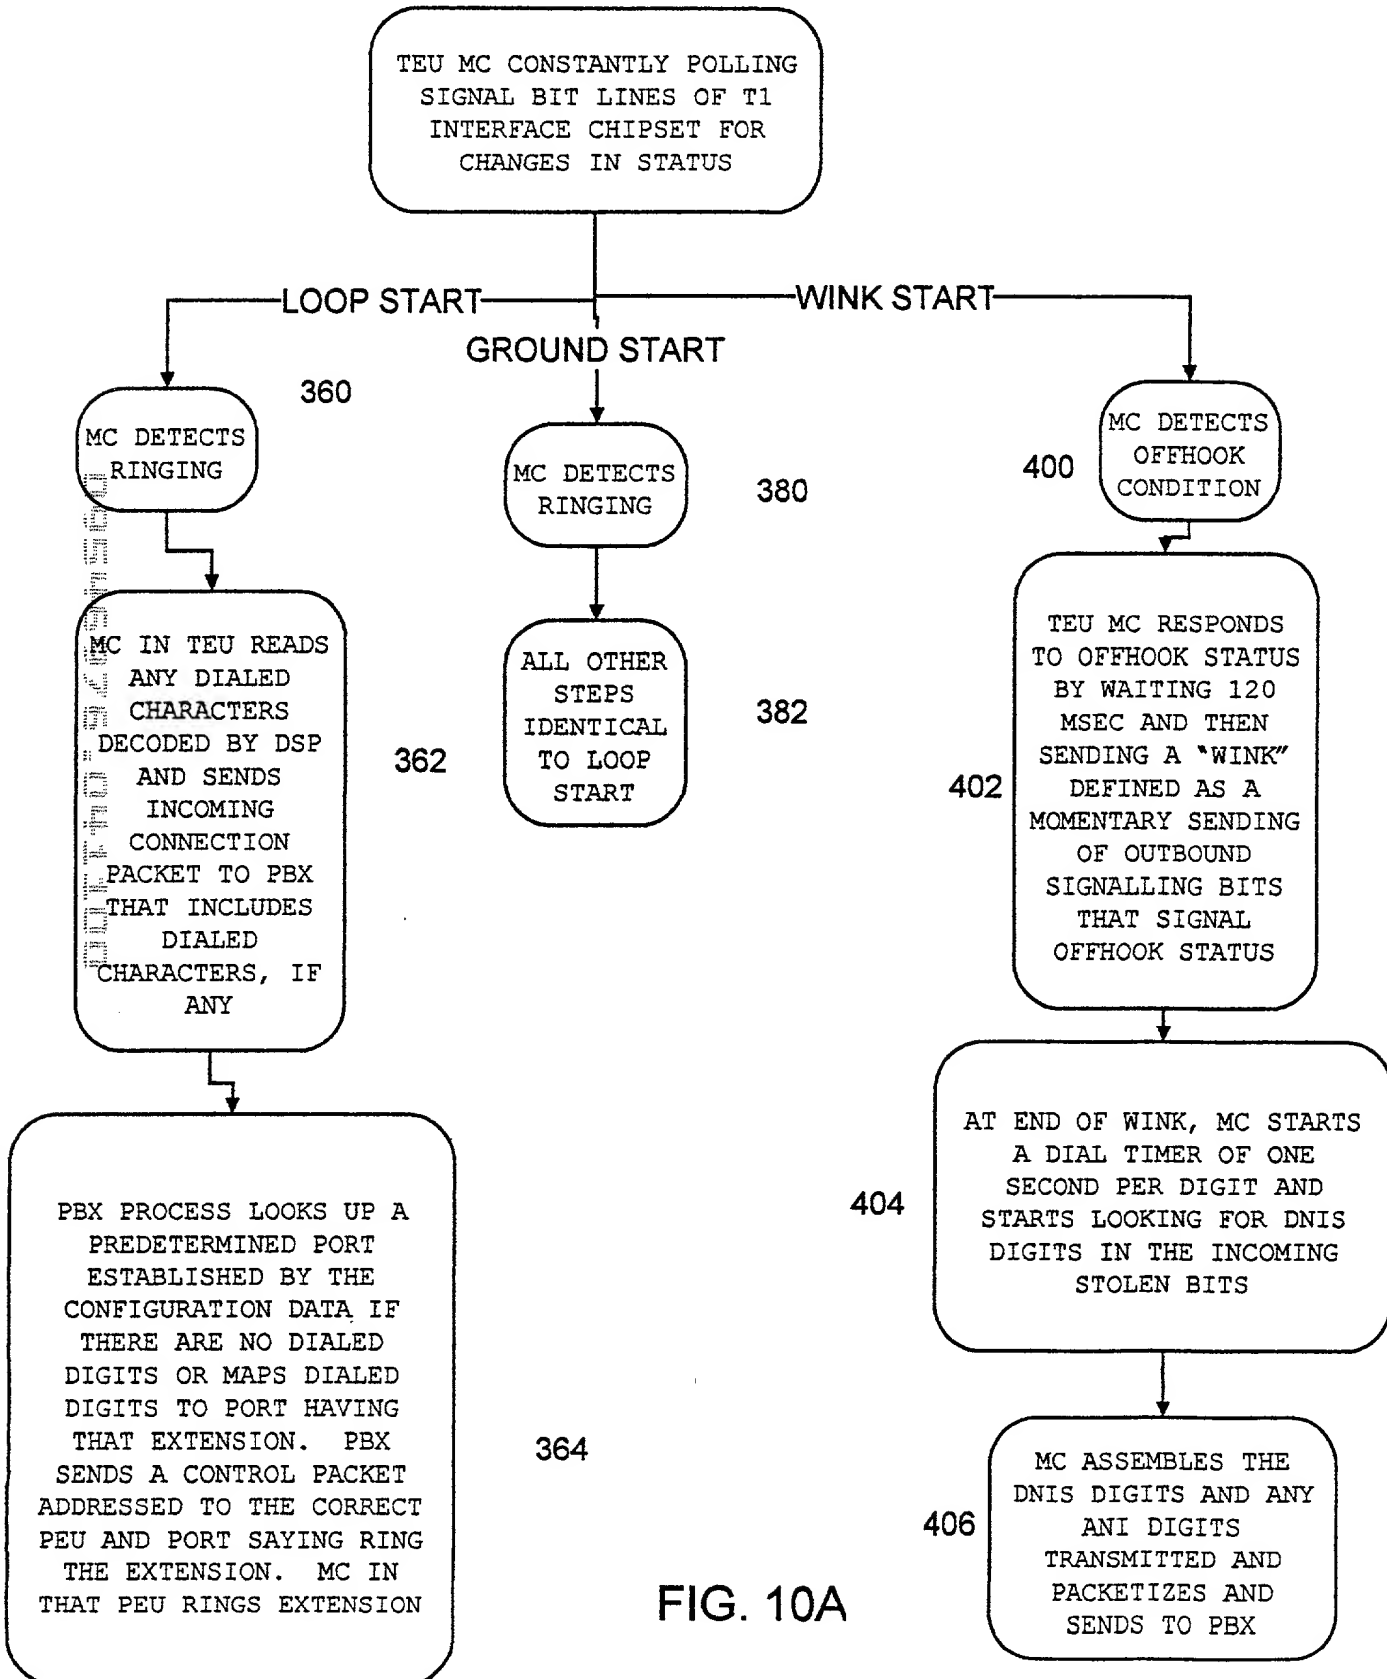 TEU MC CONSTANTLY POLLING
SIGNAL BIT LINES OF T1
INTERFACE CHIPSET FOR
CHANGES IN STATUS
LOOP START
GROUND START
WINK START
360
MC DETECTS
RINGING
MC IN TEU READS
ANY DIALED
CHARACTERS
DECODED BY DSP
AND SENDS
INCOMING
CONNECTION
PACKET TO PBX
THAT INCLUDES
DIALED
CHARACTERS, IF
ANY
362
PBX PROCESS LOOKS UP A
PREDETERMINED PORT
ESTABLISHED BY THE
CONFIGURATION DATA IF
THERE ARE NO DIALED
DIGITS OR MAPS DIALED
DIGITS TO PORT HAVING
THAT EXTENSION. PBX
SENDS A CONTROL PACKET
ADDRESSED TO THE CORRECT
PEU AND PORT SAYING RING
THE EXTENSION. MC IN
THAT PEU RINGS EXTENSION
364
MC DETECTS
RINGING
380
ALL OTHER
STEPS
IDENTICAL
TO LOOP
START
382
400
MC DETECTS
OFFHOOK
CONDITION
402
TEU MC RESPONDS
TO OFFHOOK STATUS
BY WAITING 120
MSEC AND THEN
SENDING A "WINK"
DEFINED AS A
MOMENTARY SENDING
OF OUTBOUND
SIGNALLING BITS
THAT SIGNAL
OFFHOOK STATUS
404
AT END OF WINK, MC STARTS
A DIAL TIMER OF ONE
SECOND PER DIGIT AND
STARTS LOOKING FOR DNIS
DIGITS IN THE INCOMING
STOLEN BITS
406
MC ASSEMBLES THE
DNIS DIGITS AND ANY
ANI DIGITS
TRANSMITTED AND
PACKETIZES AND
SENDS TO PBX
FIG. 10A